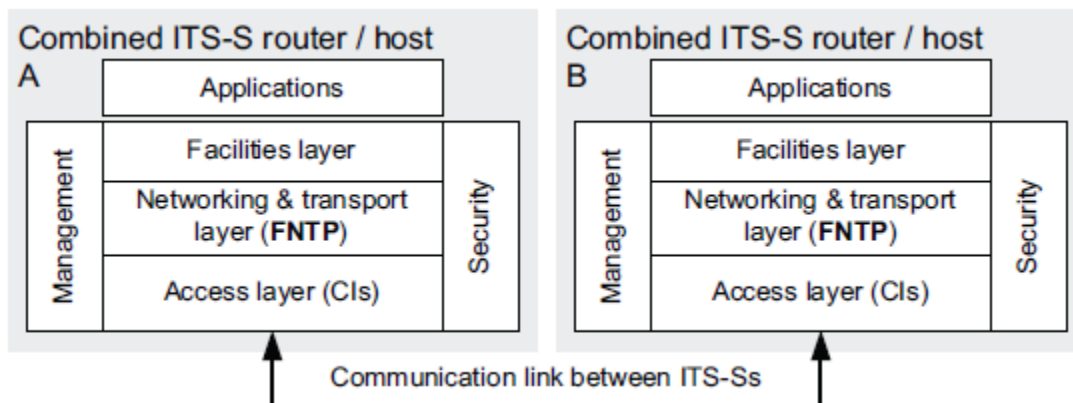 Combined ITS-S router / host
A
Applications
Management
Facilities layer
Networking & transport
layer (FNTP)
Access layer (CIs)
Security
Combined ITS-S router / host
B
Applications
Management
Facilities layer
Networking & transport
layer (FNTP)
Access layer (CIs)
Security
Communication link between ITS-Ss